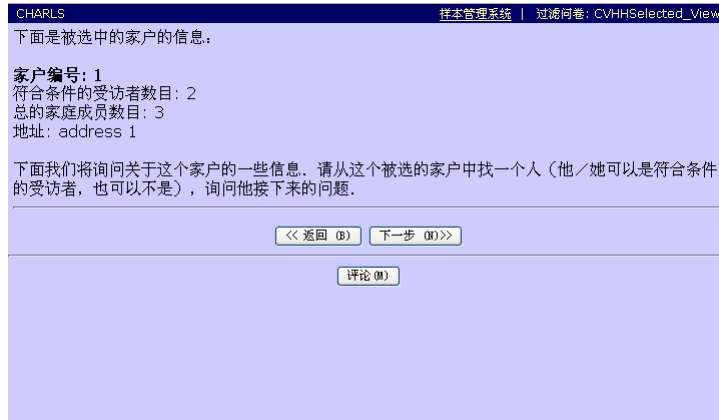 CHARLS 样本管理系统 | 过滤问卷: CVHHSelected_View
下面是被选中的家户的信息:
家户编号: 1
符合条件的受访者数目: 2
总的家庭成员数目: 3
地址: address 1
下面我们将询问关于这个家户的一些信息. 请从这个被选的家户中找一个人 (他/她可以是符合条件
的受访者, 也可以不是) , 询问他接下来的问题.
<< 返回 (B) 下一步 (N)>>
评论(M)